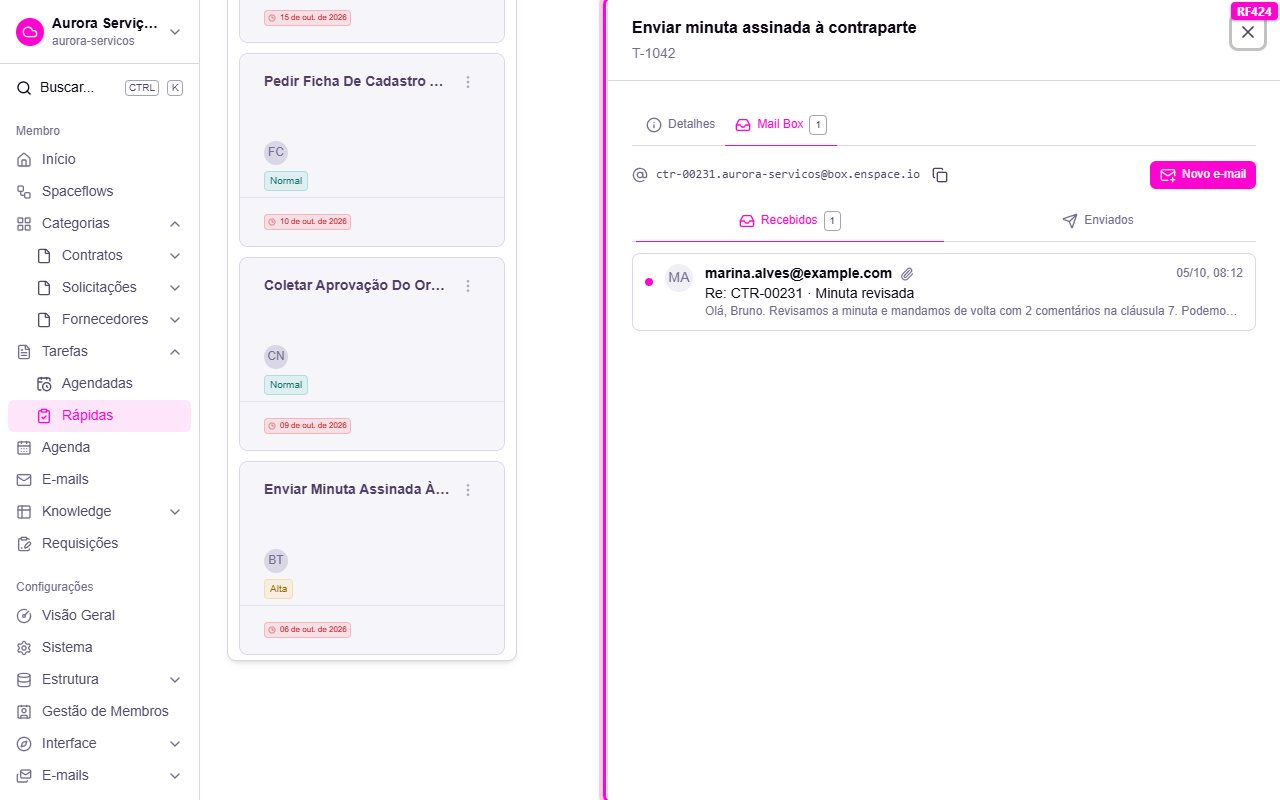 Aurora Serviç...
aurora-servicos
Buscar... CTRL K
Membro
Início
Spaceflows
Categorias
Contratos
Solicitações
Fornecedores
Tarefas
Agendadas
Rápidas
Agenda
E-mails
Knowledge
Requisições
Configurações
Visão Geral
Sistema
Estrutura
Gestão de Membros
Interface
E-mails
15 de out. de 2026
Pedir Ficha De Cadastro ...
FC
Normal
10 de out. de 2026
Coletar Aprovação Do Or...
CN
Normal
09 de out. de 2026
Enviar Minuta Assinada À...
BT
Alta
06 de out. de 2026
RF424
Enviar minuta assinada à contraparte
T-1042
Detalhes Mail Box 1
ctr-00231.aurora-servicos@box.enspace.io Novo e-mail
Recebidos 1 Enviados
MA marina.alves@example.com 05/10, 08:12
Re: CTR-00231 · Minuta revisada
Olá, Bruno. Revisamos a minuta e mandamos de volta com 2 comentários na cláusula 7. Podemo...